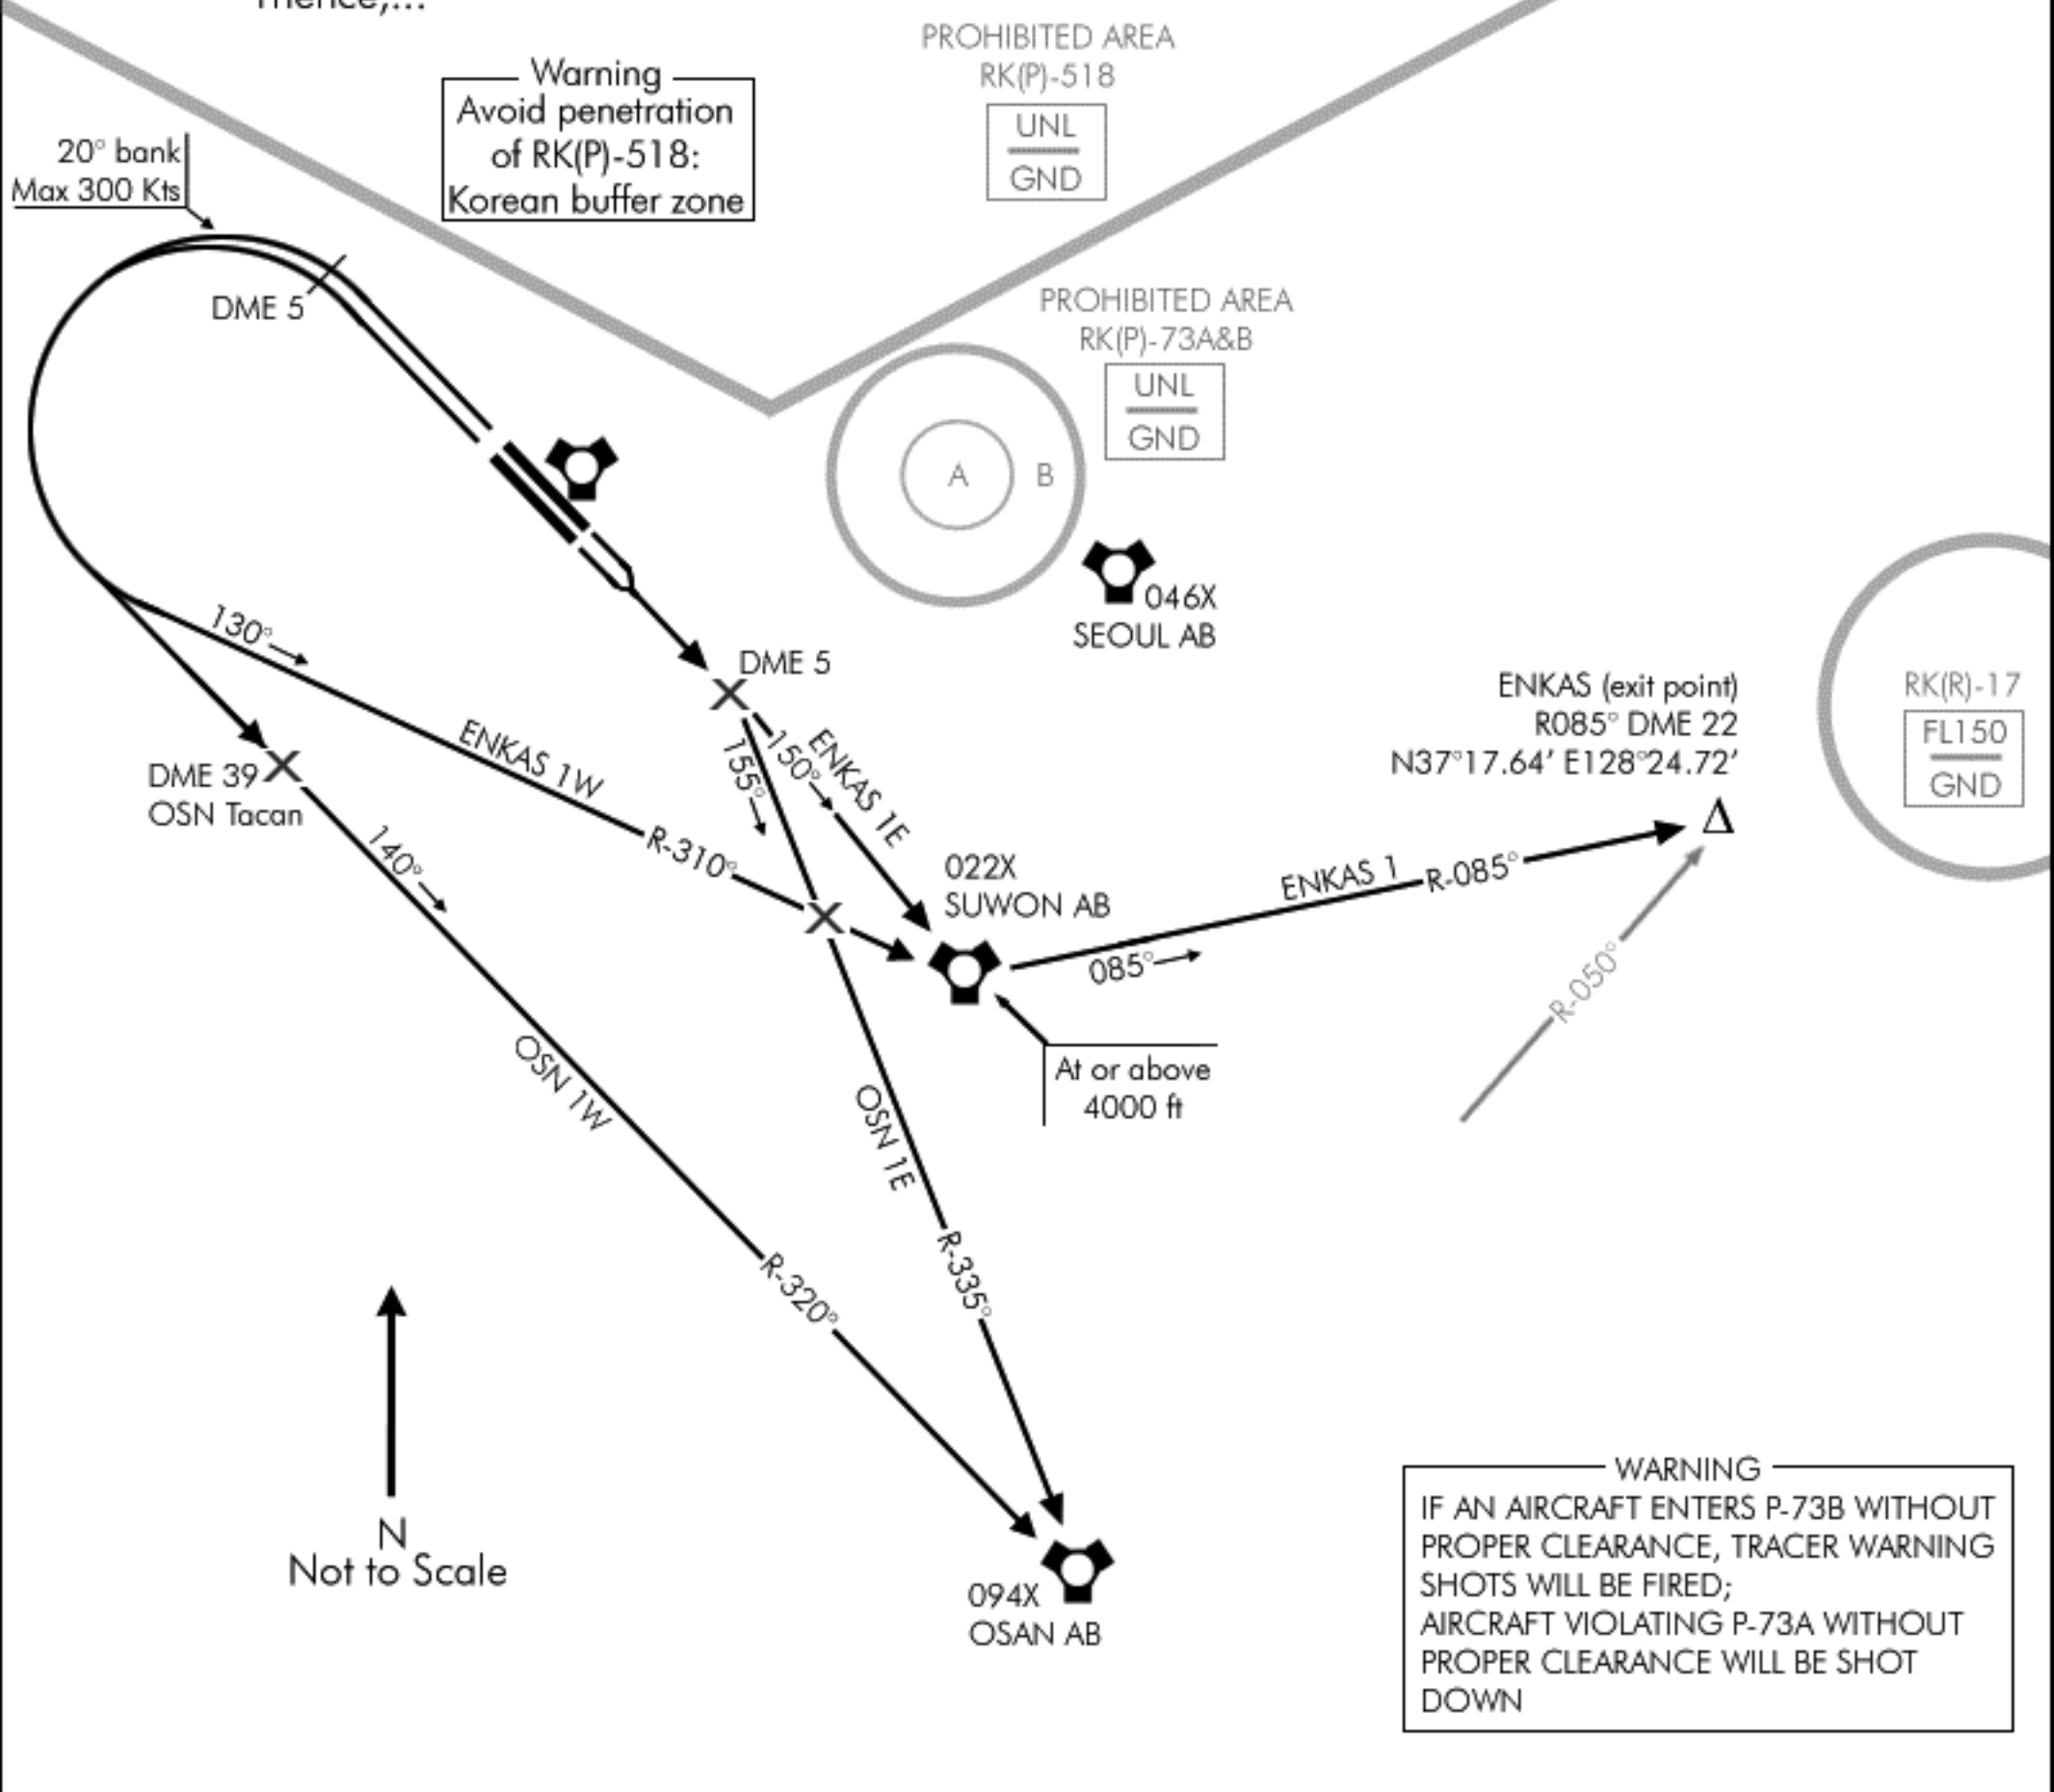 Thence,...
PROHIBITED AREA
RK(P)-518
UNL
GND
Warning
Avoid penetration
of RK(P)-518:
Korean buffer zone
20° bank
Max 300 Kts
DME 5
PROHIBITED AREA
RK(P)-73A&B
UNL
GND
A
B
046X
SEOUL AB
130°
DME 5
ENKAS (exit point)
R085° DME 22
N37°17.64' E128°24.72'
RK(R)-17
FL150
GND
ENKAS 1W
155°
150°
ENKAS 1E
DME 39
OSN Tacan
140°
R-310°
022X
SUWON AB
ENKAS 1
R-085°
085°
R-050°
At or above
4000 ft
OSN 1W
OSN 1E
R-320°
R-335°
N
Not to Scale
094X
OSAN AB
WARNING
IF AN AIRCRAFT ENTERS P-73B WITHOUT
PROPER CLEARANCE, TRACER WARNING
SHOTS WILL BE FIRED;
AIRCRAFT VIOLATING P-73A WITHOUT
PROPER CLEARANCE WILL BE SHOT
DOWN